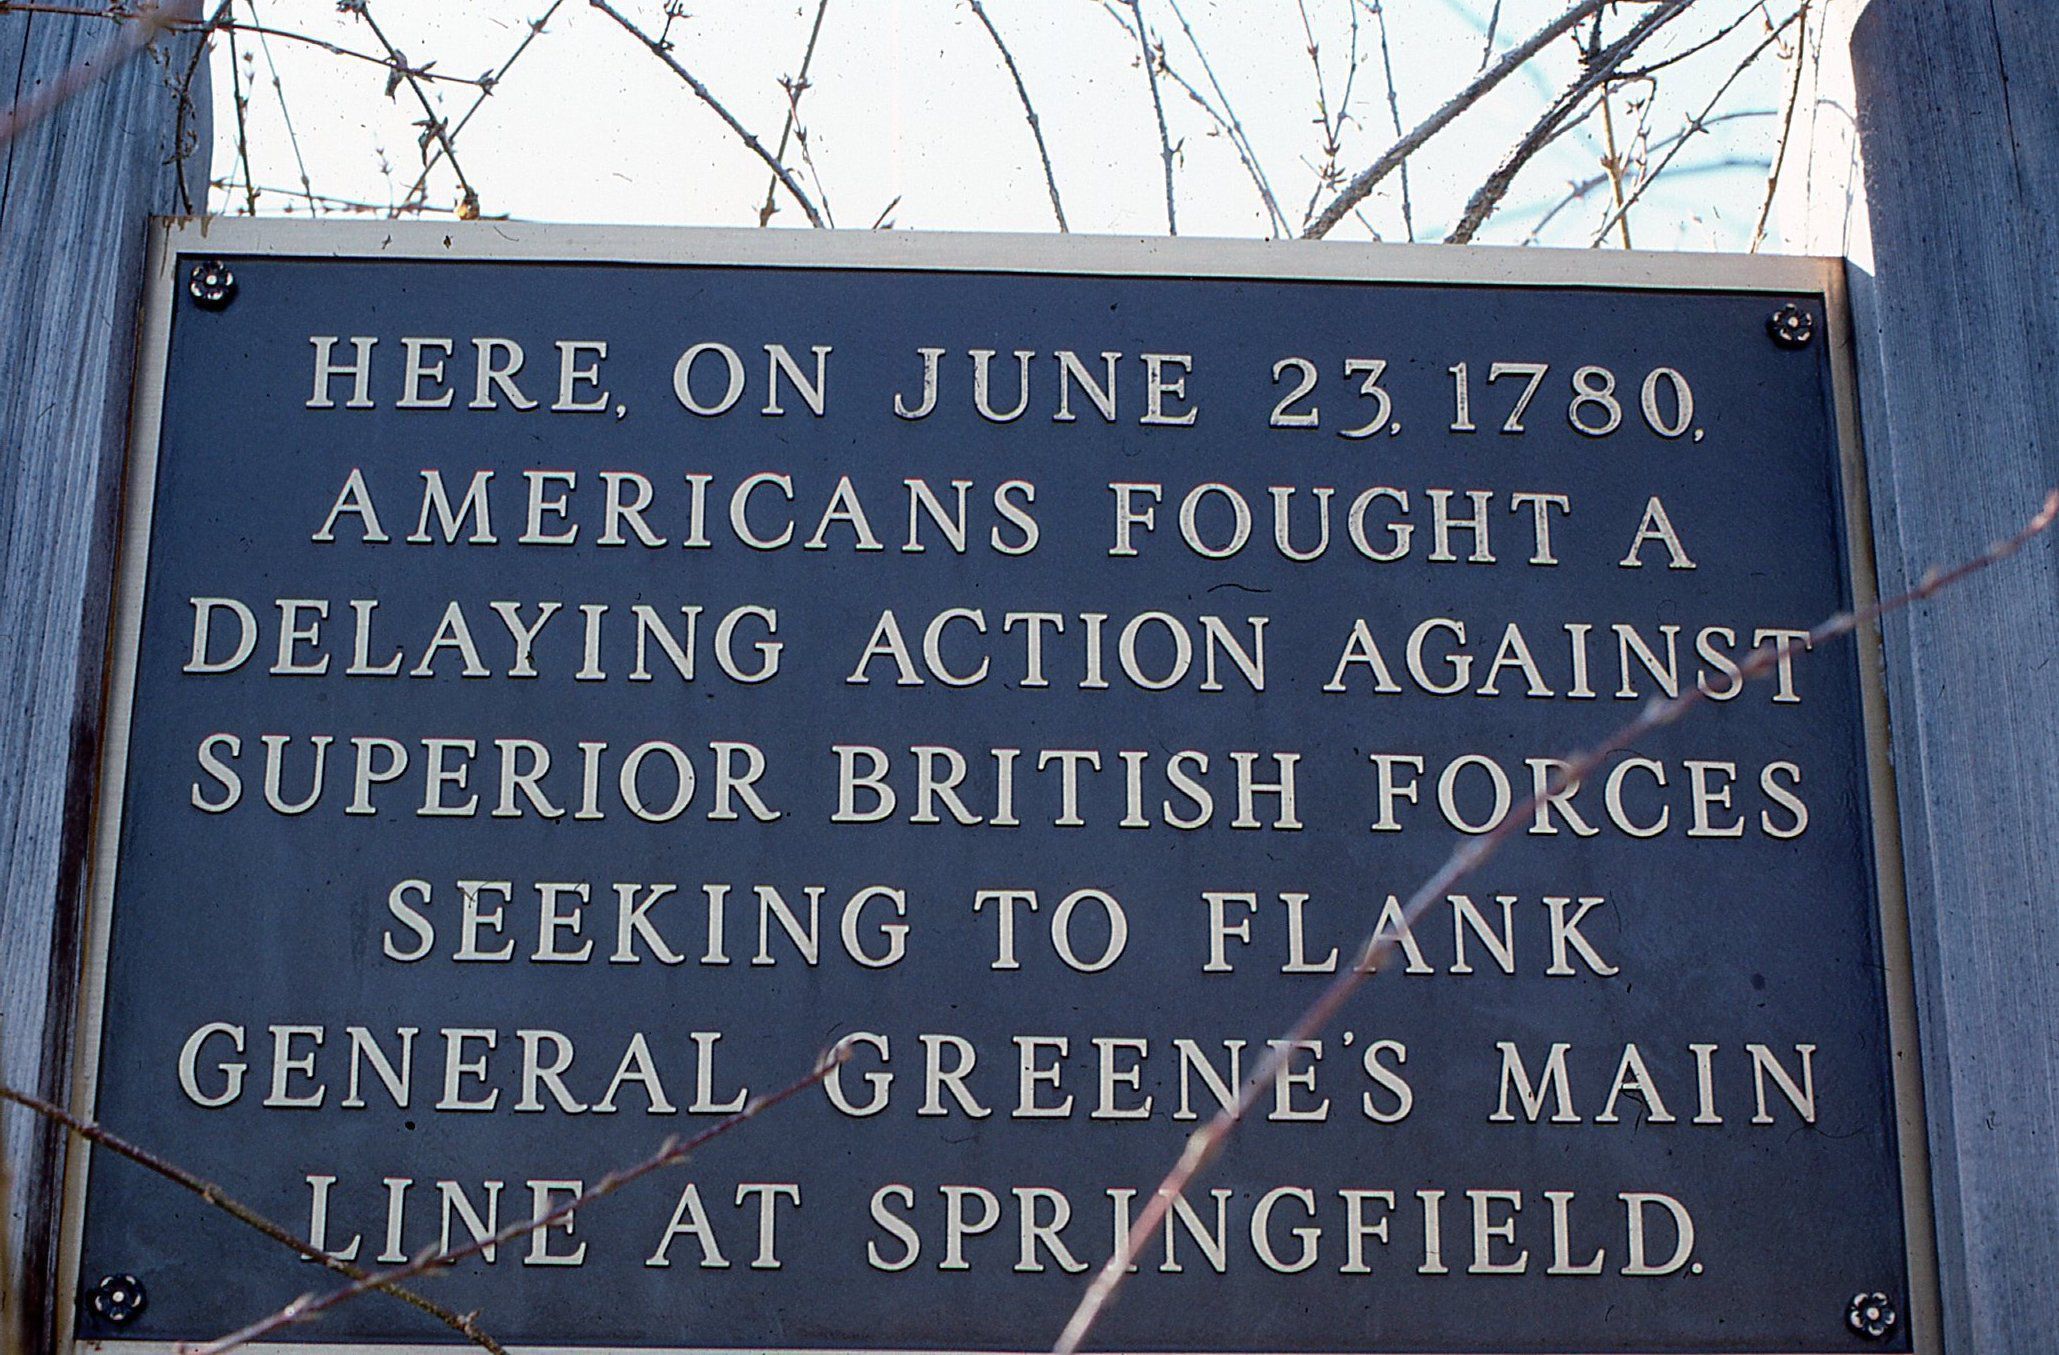 HERE, ON JUNE 23, 1780,
AMERICANS FOUGHT A
DELAYING ACTION AGAINST
SUPERIOR BRITISH FORCES
SEEKING TO FLANK
GENERAL GREENE'S MAIN
LINE AT SPRINGFIELD.